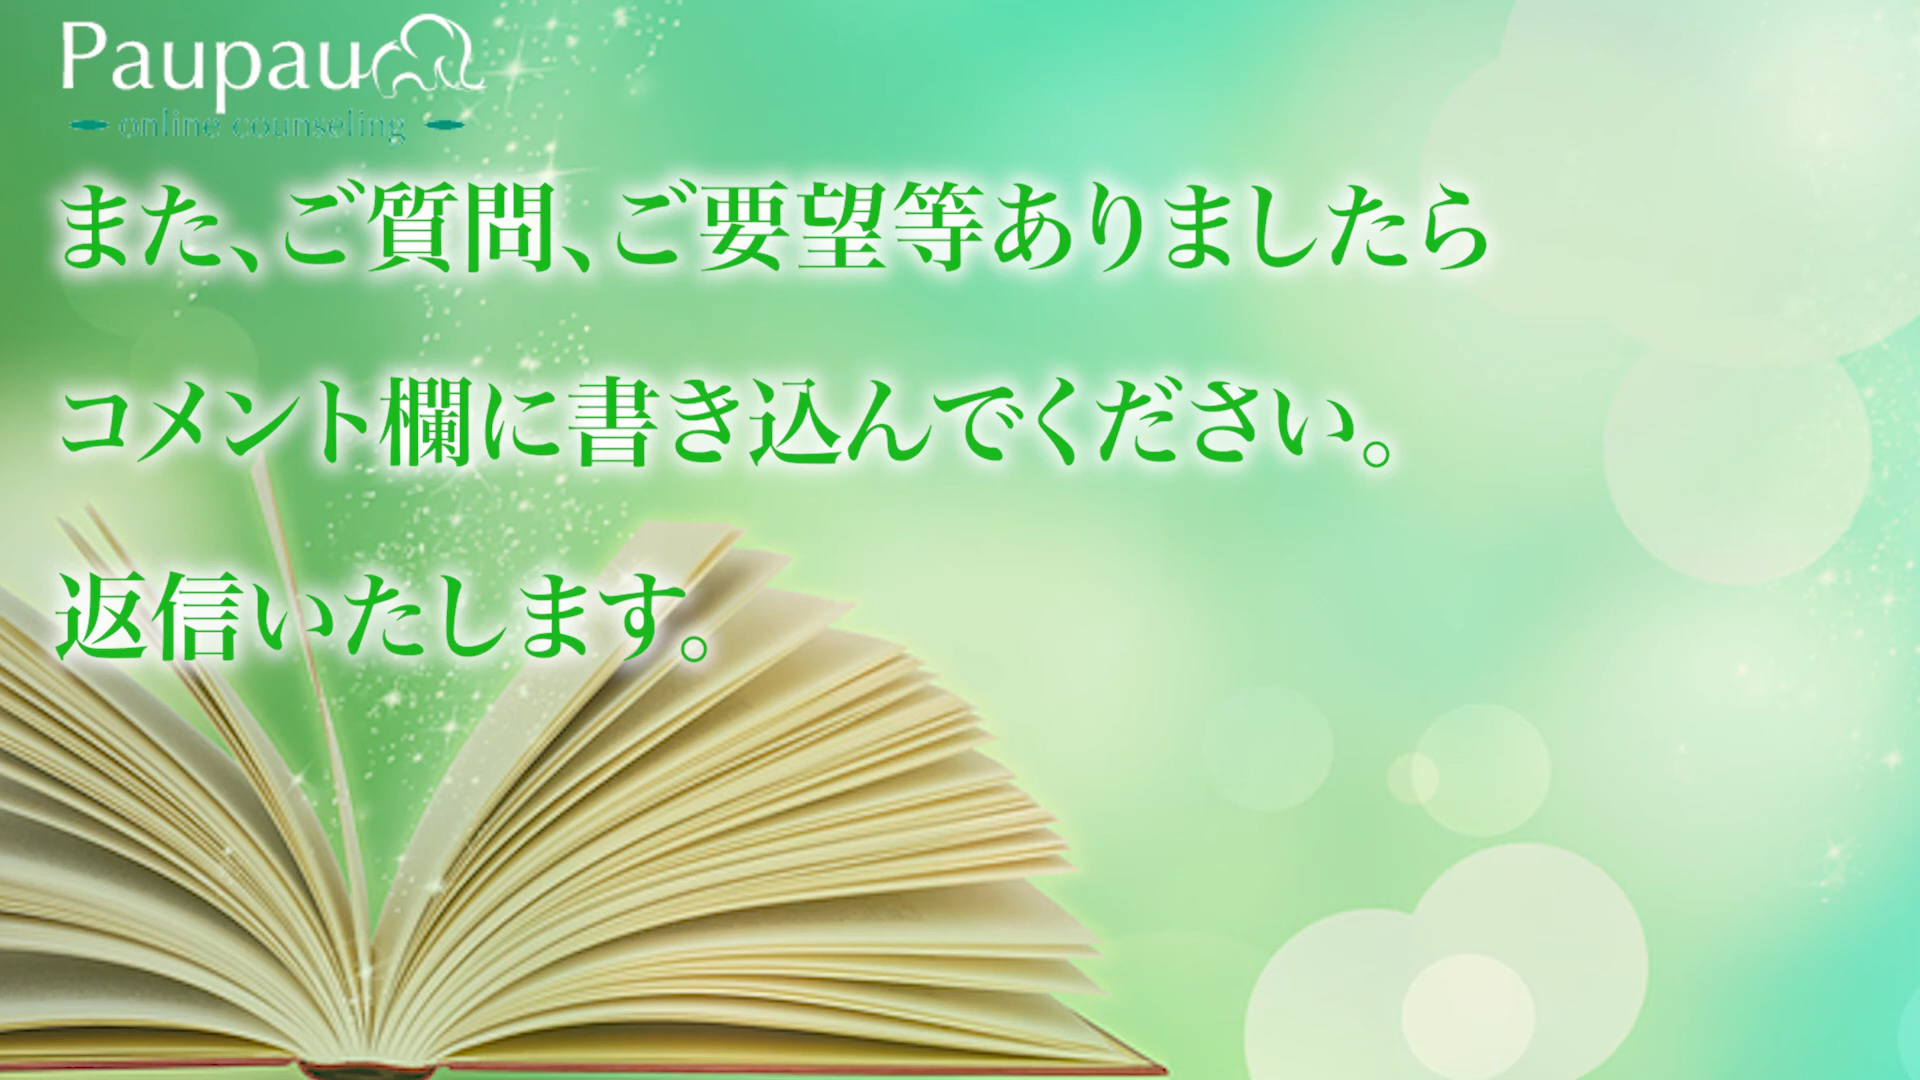 Paupau
online counseling
また、ご質問、ご要望等ありましたら
コメント欄に書き込んでください。
返信いたします。